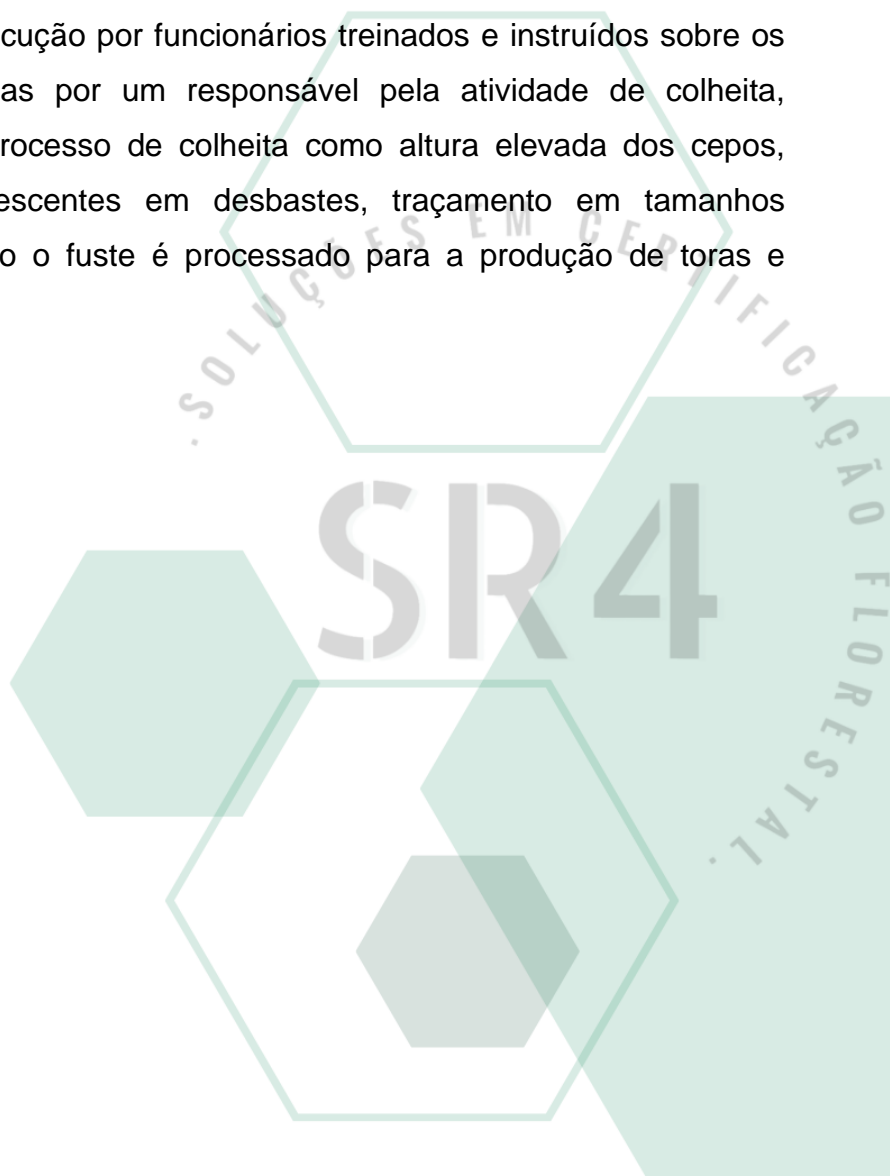 cução por funcionários treinados e instruídos sobre os
as por um responsável pela atividade de colheita,
rocesso de colheita como altura elevada dos cepos,
escentes em desbastes, traçamento em tamanhos
o o fuste é processado para a produção de toras e
. SOLUÇÕES EM CERTIFICAÇÃO FLORESTAL .
SR4